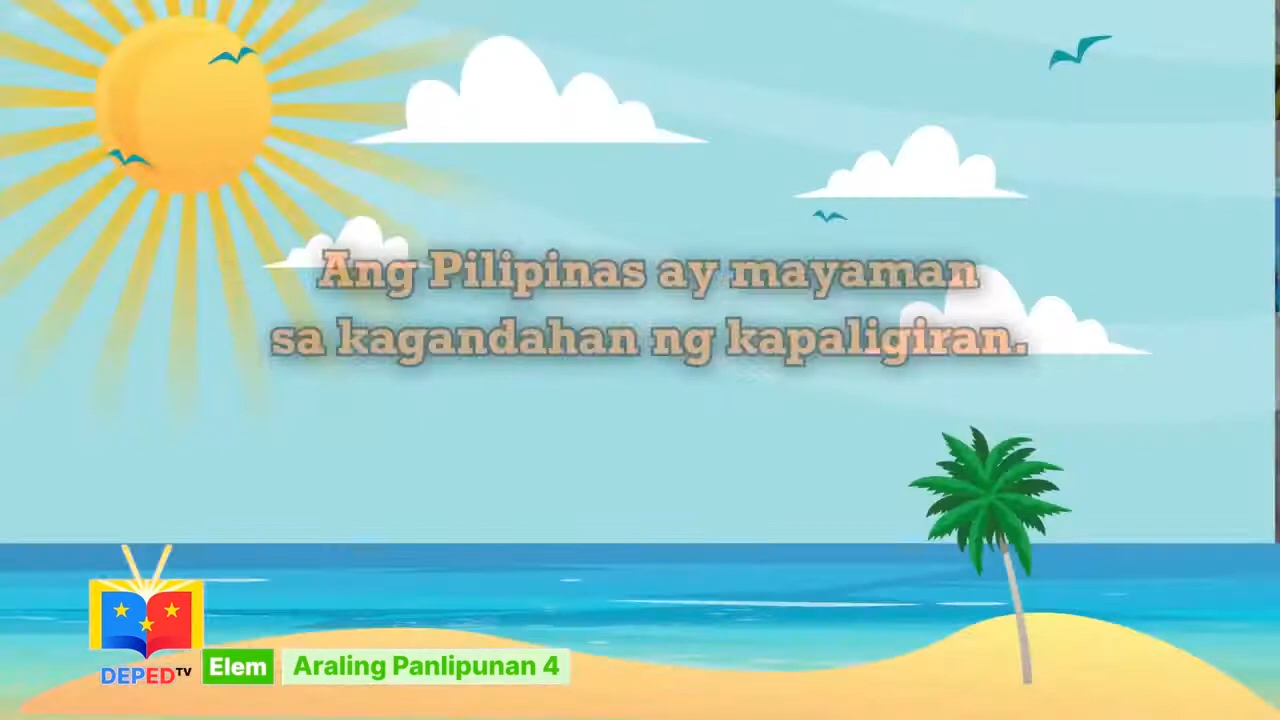 Ang Pilipinas ay mayaman
sa kagandahan ng kapaligiran.
DEPED TV
Elem
Araling Panlipunan 4